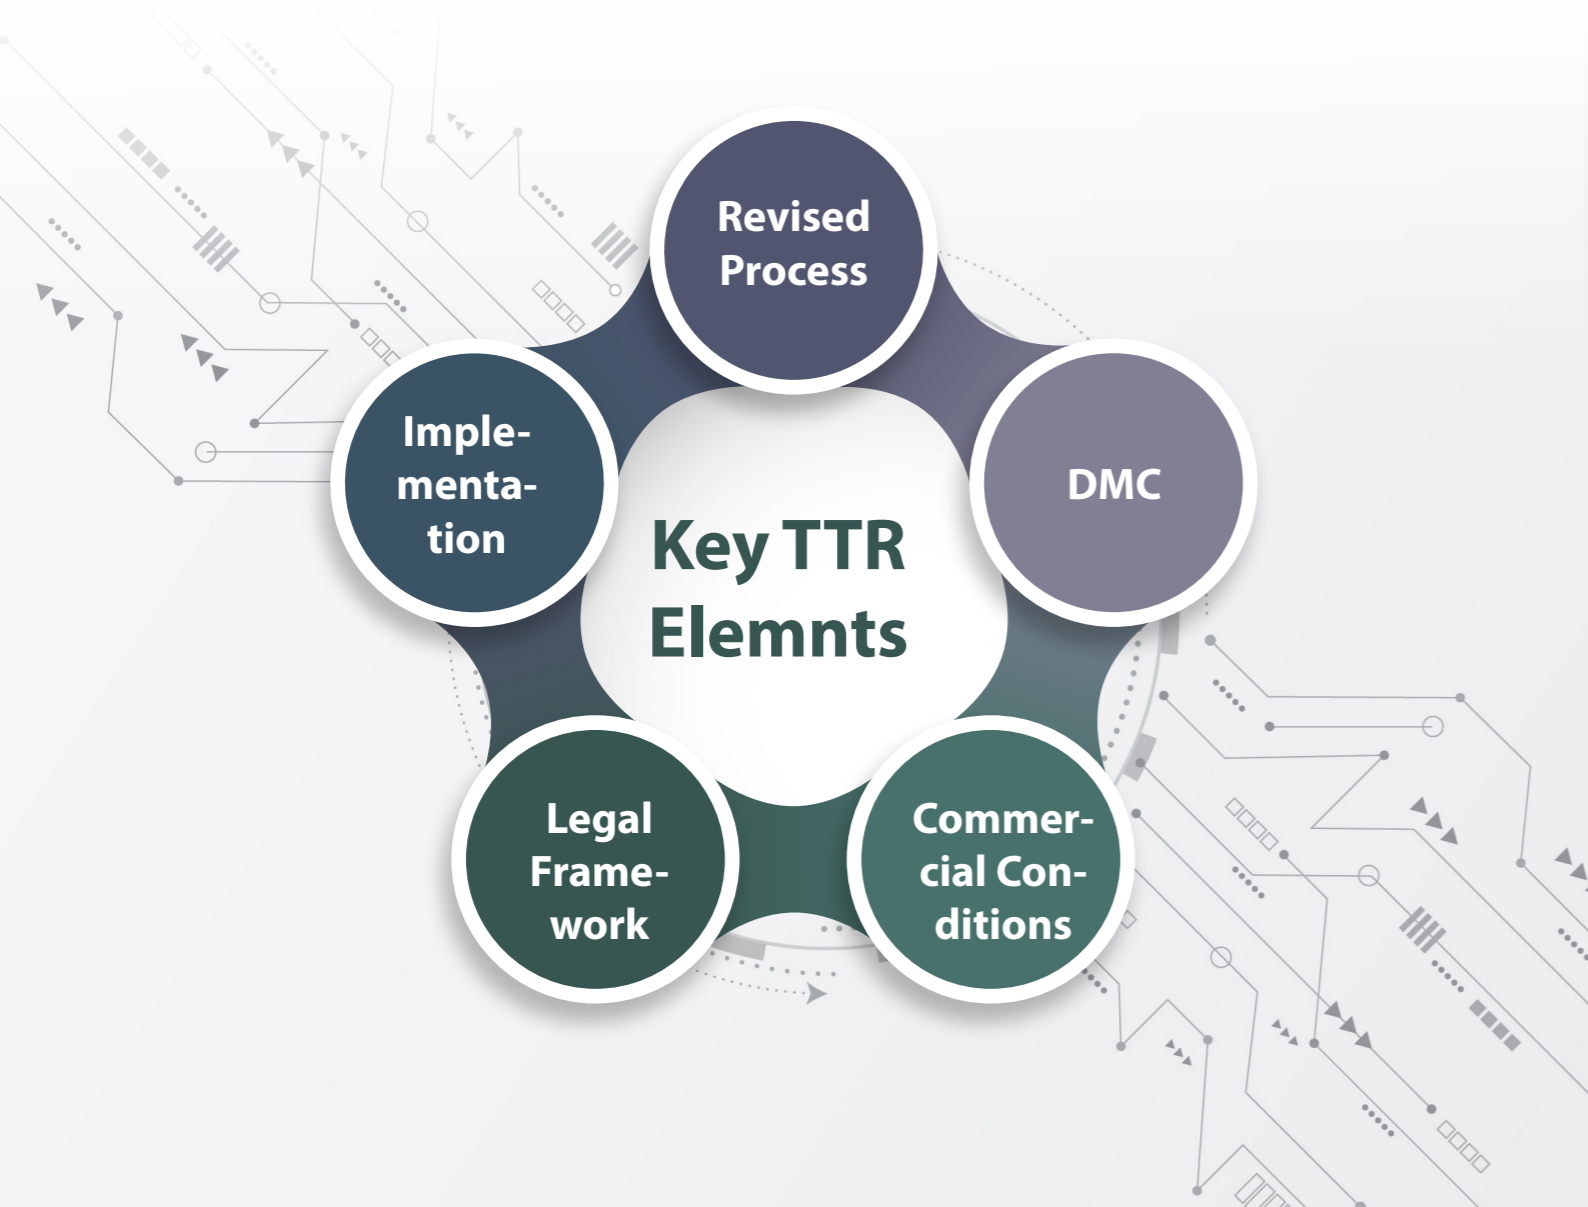 Revised
Process
Imple-
menta-
tion
DMC
Key TTR
Elemnts
Legal
Frame-
work
Commer-
cial Con-
ditions